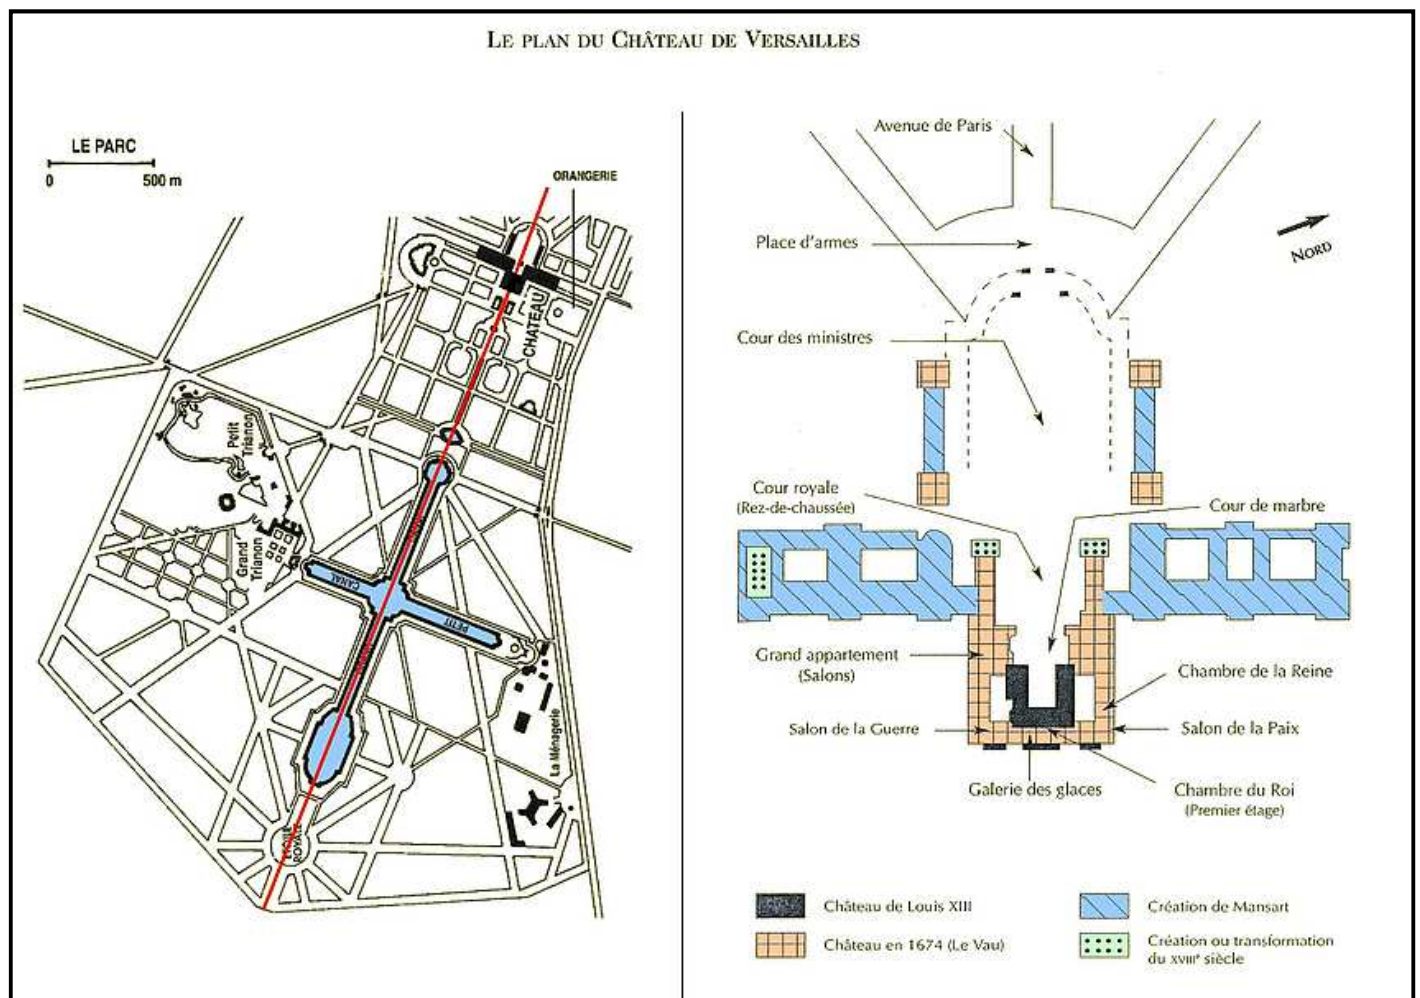 LE PLAN DU CHÂTEAU DE VERSAILLES
LE PARC
0 500 m
ORANGERIE
CHATEAU
Petit
Trianon
Grand
Trianon
CANAL
PETIT
La Ménagerie
ETOILE
ROYALE
Avenue de Paris
Place d'armes
NORD
Cour des ministres
Cour royale
(Rez-de-chaussée)
Cour de marbre
Grand appartement
(Salons)
Chambre de la Reine
Salon de la Guerre
Salon de la Paix
Galerie des glaces
Chambre du Roi
(Premier étage)
Château de Louis XIII
Création de Mansart
Château en 1674 (Le Vau)
Création ou transformation
du XVIIIe siècle